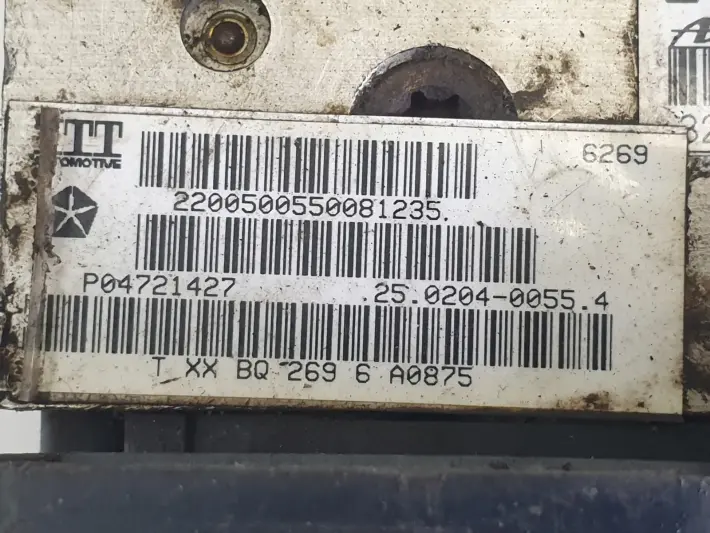 ITT 6269
AUTOMOTIVE
2200500550081235.
P04721427 .25.0204-0055.4
T XX BQ 269 6 A0875